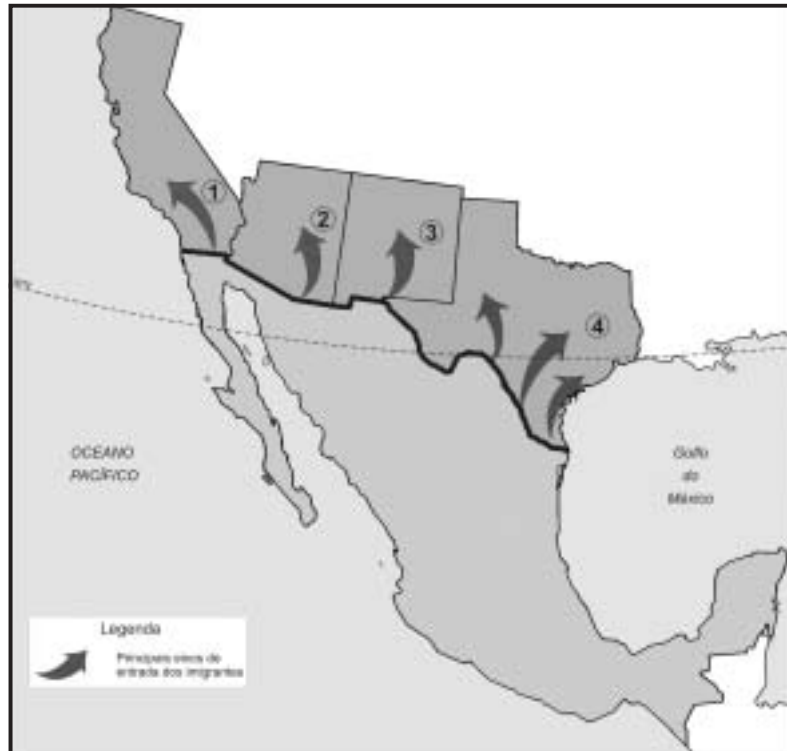 1
2
3
4
OCEANO
PACÍFICO
Golfo
do
México
Legenda
Principais eixos de
entrada dos imigrantes